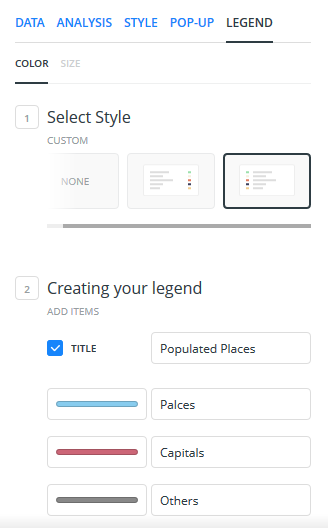 DATA ANALYSIS STYLE POP-UP LEGEND
COLOR SIZE
1 Select Style
CUSTOM
NONE
2 Creating your legend
ADD ITEMS
TITLE Populated Places
Palces
Capitals
Others